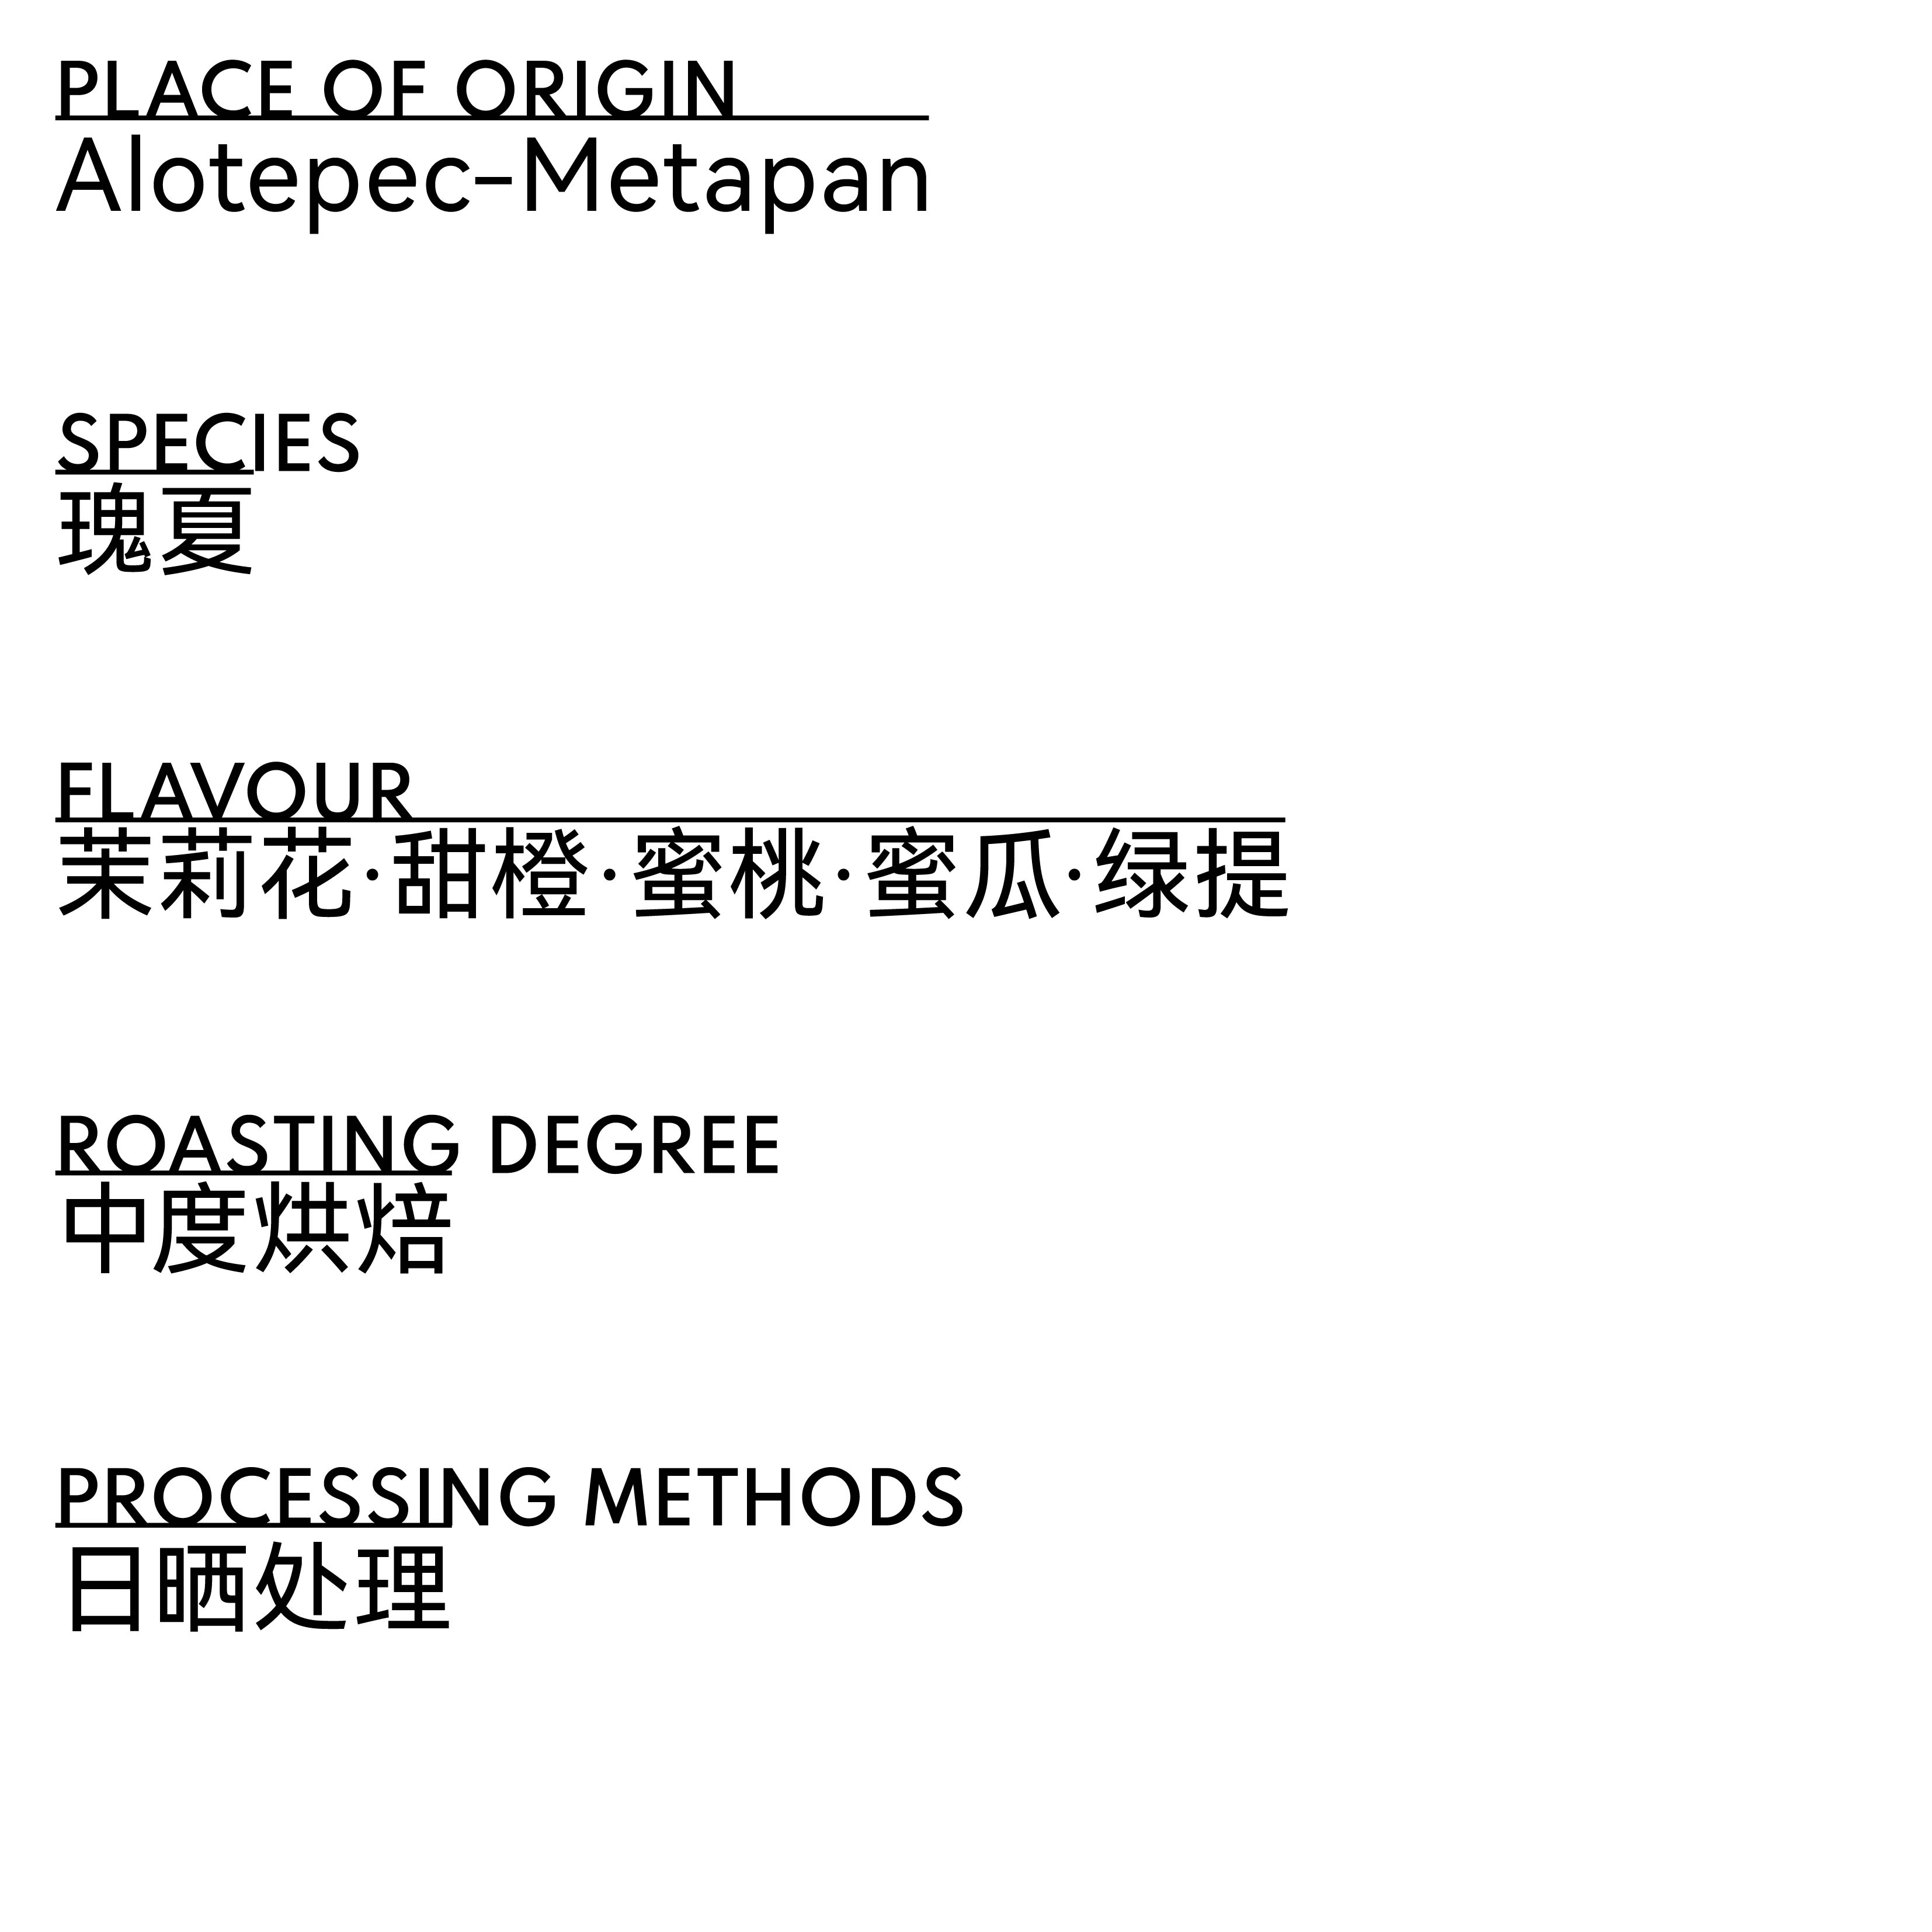 PLACE OF ORIGIN
Alotepec-Metapan
SPECIES
瑰夏
FLAVOUR
茉莉花·甜橙·蜜桃·蜜瓜·绿提
ROASTING DEGREE
中度烘焙
PROCESSING METHODS
日晒处理